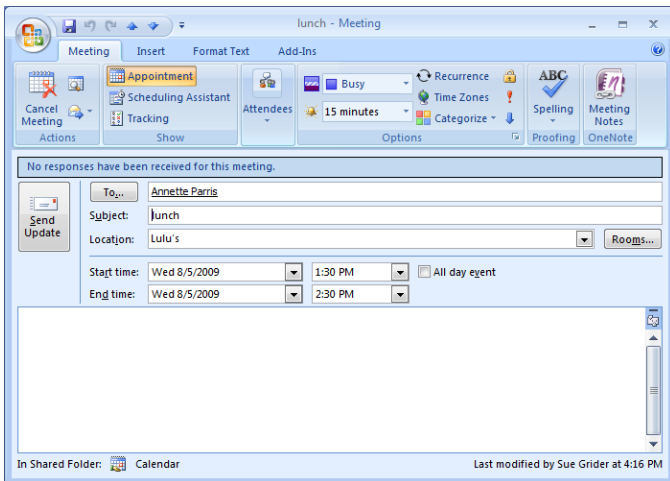 lunch - Meeting
Meeting Insert Format Text Add-Ins
Cancel Meeting
Actions
Appointment
Scheduling Assistant
Tracking
Show
Attendees
Busy
15 minutes
Recurrence
Time Zones
Categorize
Options
ABC
Spelling
Proofing
Meeting Notes
OneNote
No responses have been received for this meeting.
Send Update
To... Annette Parris
Subject: lunch
Location: Lulu's Rooms...
Start time: Wed 8/5/2009 1:30 PM All day event
End time: Wed 8/5/2009 2:30 PM
In Shared Folder: Calendar Last modified by Sue Grider at 4:16 PM